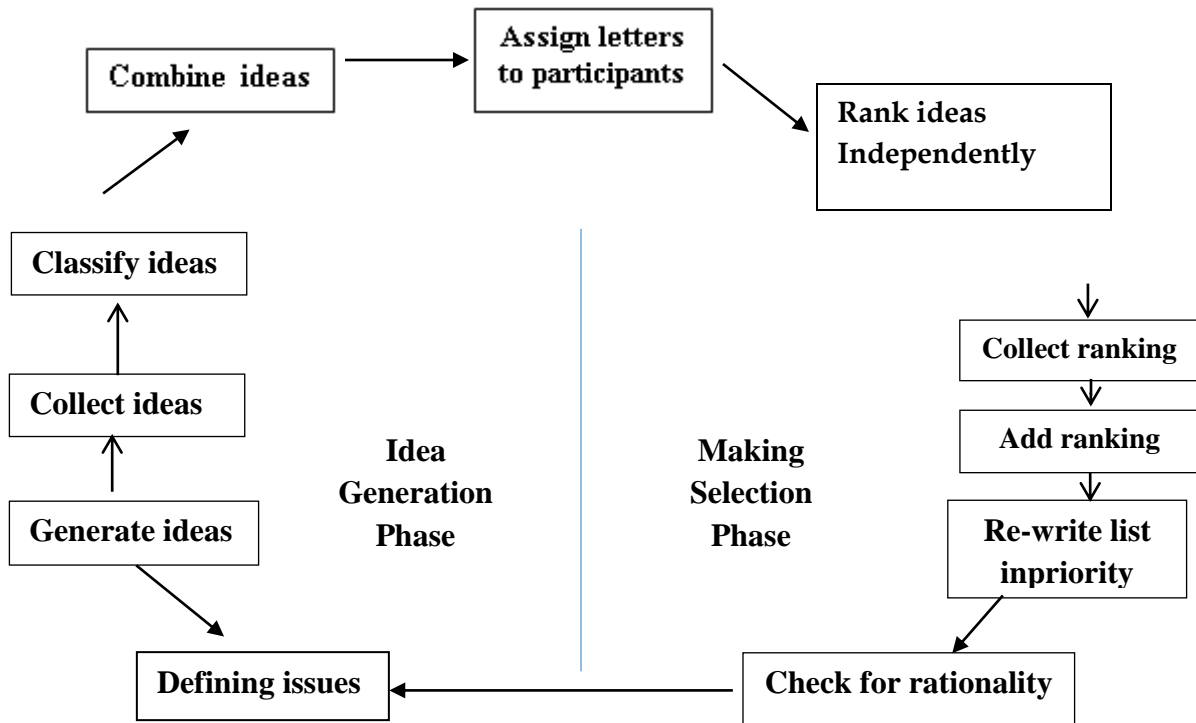 Assign letters
to participants
Combine ideas
Rank ideas
Independently
Classify ideas
Collect ranking
Collect ideas
Add ranking
Idea
Generation
Phase
Making
Selection
Phase
Generate ideas
Re-write list
inpriority
Defining issues
Check for rationality